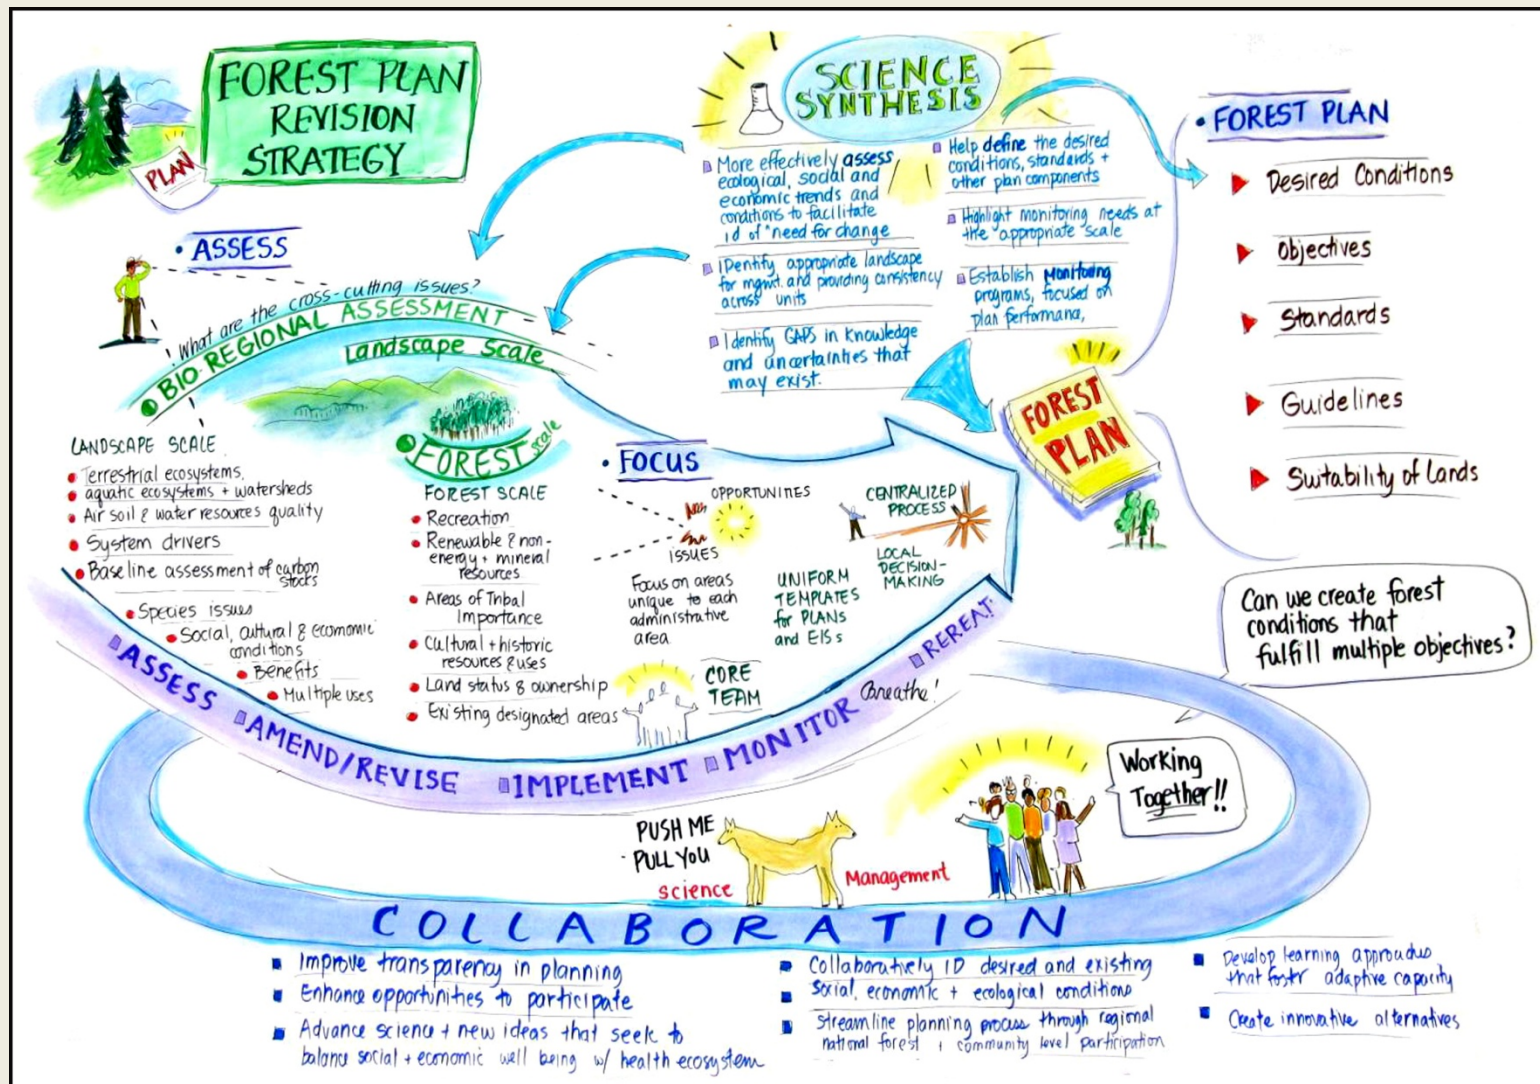 FOREST PLAN
REVISION
STRATEGY
PLAN
SCIENCE
SYNTHESIS
More effectively assess
ecological, social and
economic trends and
conditions to facilitate
id of "need for change
IDentify appropriate landscape
for mgmt. and providing consistency
across units
Identify GAPS in Knowledge
and uncertainties that
may exist.
Help define the desired
conditions, standards +
other plan components
Highlight monitoring needs at
the appropriate scale
Establish Monitoring
programs, focused on
plan performana,
• FOREST PLAN
Desired Conditions
Objectives
Standards
Guidelines
Suitability of Lands
FOREST
PLAN
• ASSESS
What are the cross-cutting issues?
BIO-REGIONAL ASSESSMENT
Landscape Scale
LANDSCAPE SCALE
Terrestrial ecosystems,
aquatic ecosystems + watersheds
Air soil & water resources quality
System drivers
Baseline assessment of carbon
stocks
Species issues
Social, cultural & economic
conditions
Benefits
Multiple uses
FOREST scale
FOREST SCALE
Recreation
Renewable & non-
energy + mineral
resources
Areas of Tribal
Importance
Cultural + historic
resources & uses
Land status & ownership
Existing designated areas
• FOCUS
OPPORTUNITIES
ISSUES
Focus on areas
unique to each
administrative
area
UNIFORM
TEMPLATES
for PLANS
and EISs
CENTRALIZED
PROCESS
LOCAL
DECISION-
MAKING
CORE
TEAM
ASSESS
AMEND/REVISE
IMPLEMENT
MONITOR
Breathe!
REPEAT
Can we create forest
conditions that
fulfill multiple objectives?
Working
Together!!
PUSH ME
- PULL YOU
Science
Management
COLLABORATION
Improve transparency in planning
Enhance opportunities to participate
Advance science + new ideas that seek to
balance social + economic well being w/ health ecosystem
Collaboratively ID desired and existing
Social, economic + ecological conditions
Streamline planning process through regional
national forest + community level participation
Develop learning approaches
that fostr adaptive capacity
Create innovative alternatives